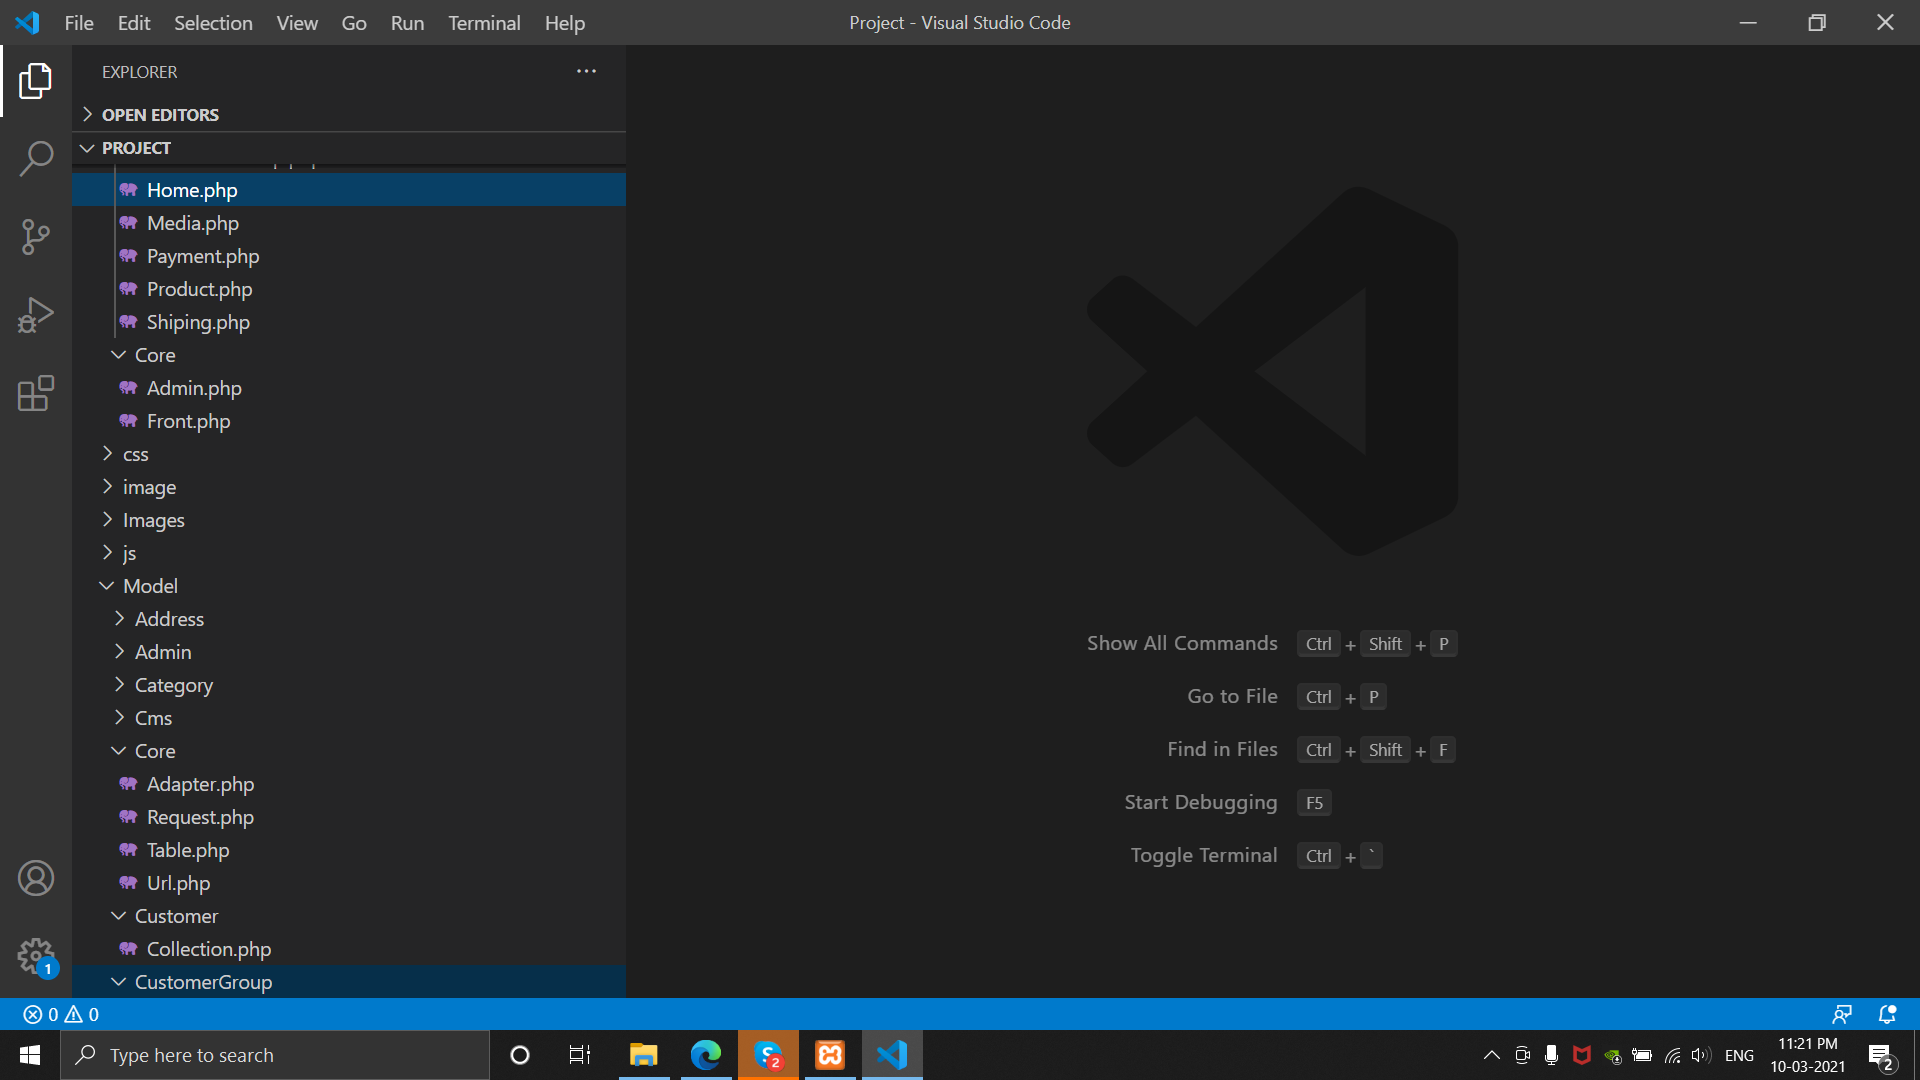 File Edit Selection View Go Run Terminal Help
Project - Visual Studio Code
EXPLORER
OPEN EDITORS
PROJECT
Home.php
Media.php
Payment.php
Product.php
Shiping.php
Core
Admin.php
Front.php
css
image
Images
js
Model
Address
Admin
Category
Cms
Core
Adapter.php
Request.php
Table.php
Url.php
Customer
Collection.php
CustomerGroup
Show All Commands Ctrl + Shift + P
Go to File Ctrl + P
Find in Files Ctrl + Shift + F
Start Debugging F5
Toggle Terminal Ctrl + `
1
0 0
Type here to search
2
ENG
11:21 PM
10-03-2021
2